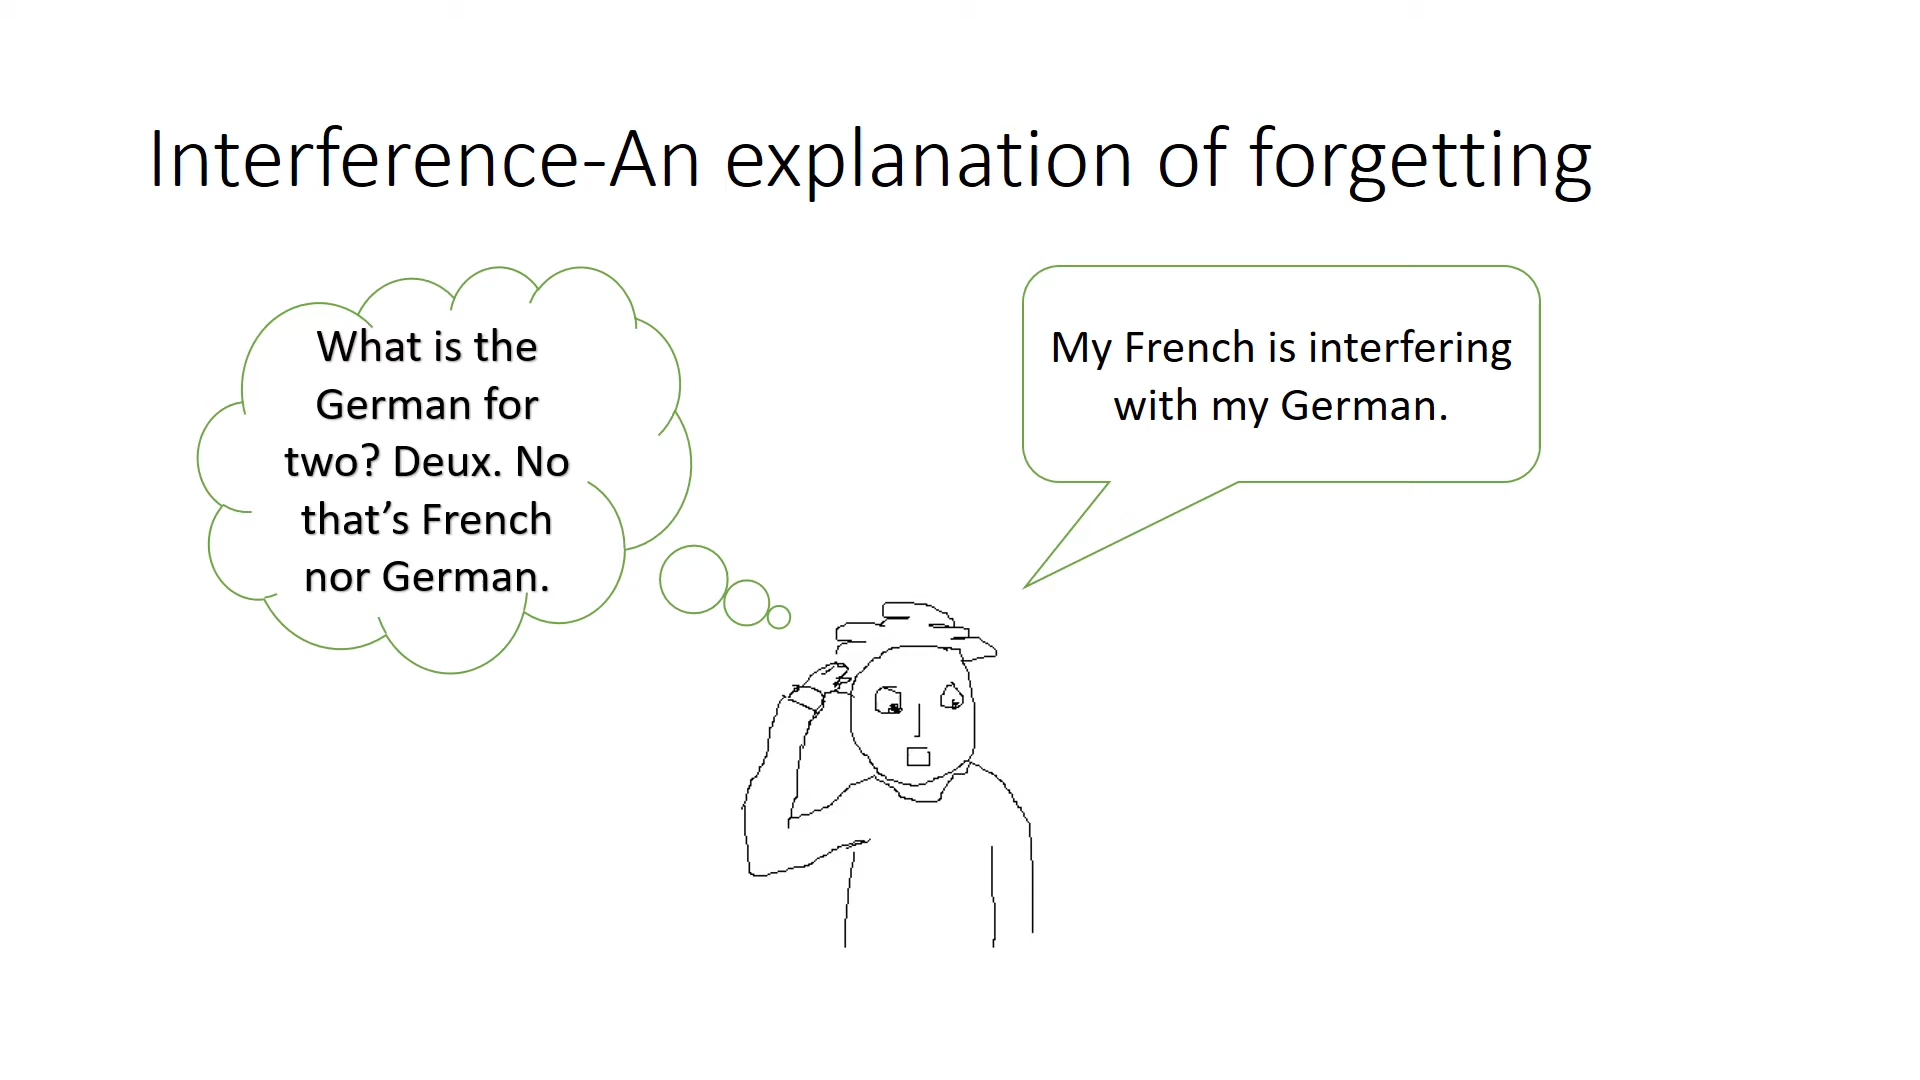 Interference-An explanation of forgetting
What is the
German for
two? Deux. No
that’s French
nor German.
My French is interfering
with my German.